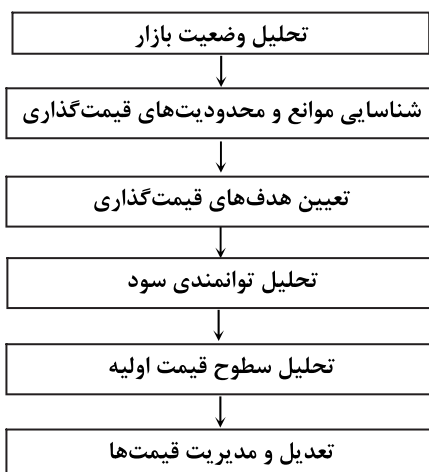 تحلیل وضعیت بازار
شناسایی موانع و محدودیت‌های قیمت‌گذاری
تعیین هدف‌های قیمت‌گذاری
تحلیل توانمندی سود
تحلیل سطوح قیمت اولیه
تعدیل و مدیریت قیمت‌ها